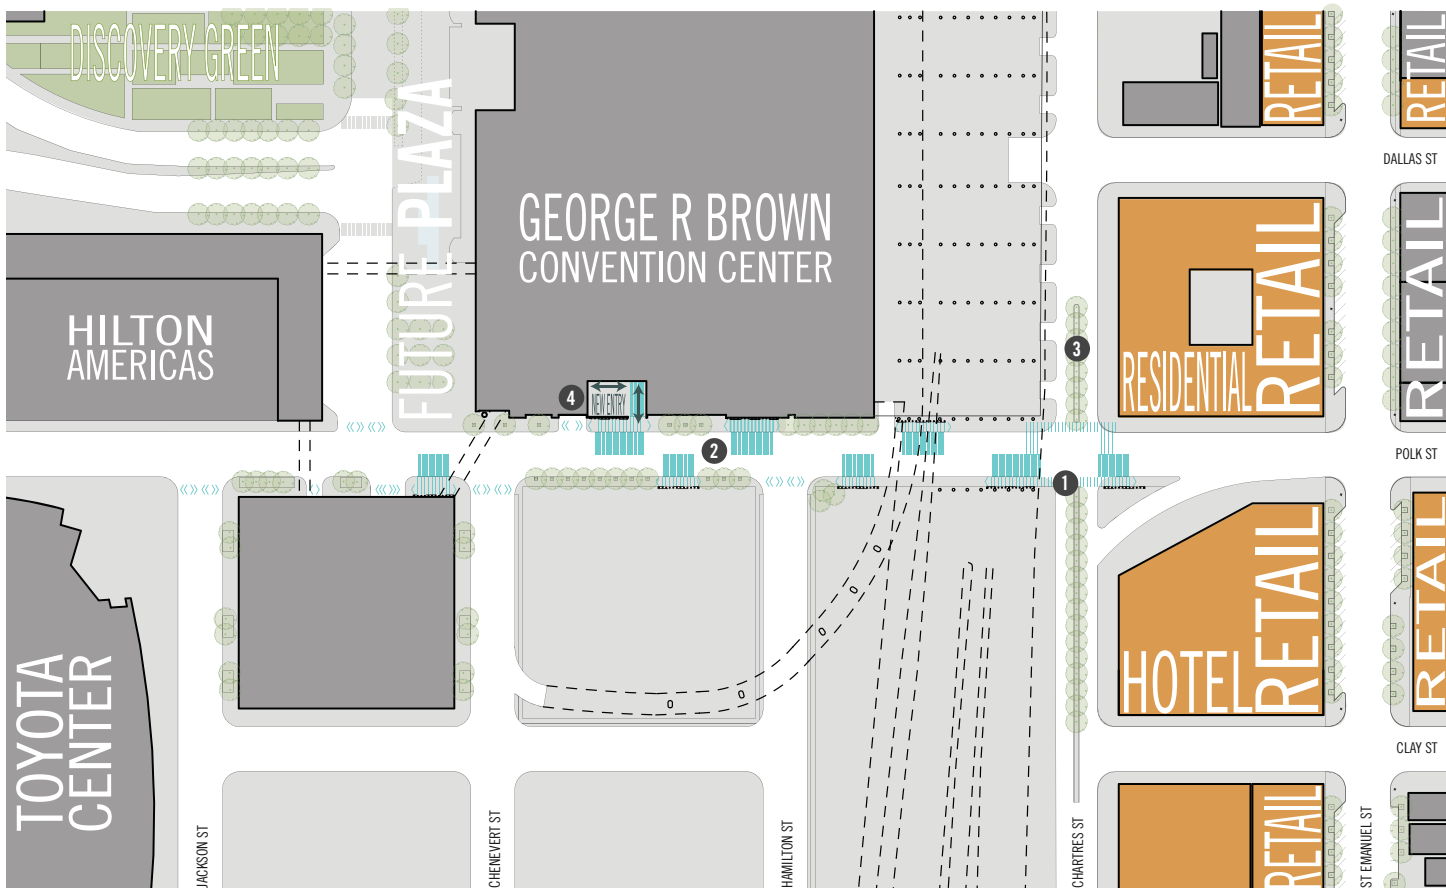 DISCOVERY GREEN
FUTURE PLAZA
GEORGE R BROWN
CONVENTION CENTER
HILTON
AMERICAS
NEW ENTRY
4
2
3
1
RETAIL
RETAIL
DALLAS ST
RESIDENTIAL
RETAIL
RETAIL
POLK ST
HOTEL
RETAIL
RETAIL
CLAY ST
TOYOTA
CENTER
JACKSON ST
CHENEVERT ST
HAMILTON ST
CHARTRES ST
RETAIL
ST EMANUEL ST